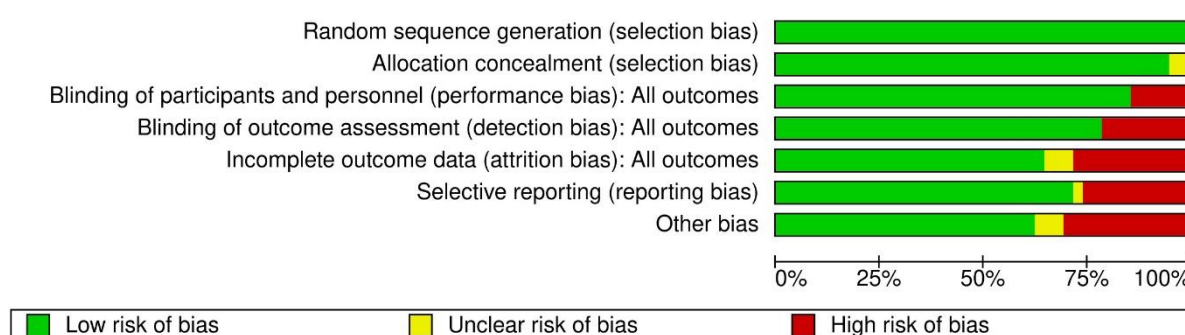 Random sequence generation (selection bias)
Allocation concealment (selection bias)
Blinding of participants and personnel (performance bias): All outcomes
Blinding of outcome assessment (detection bias): All outcomes
Incomplete outcome data (attrition bias): All outcomes
Selective reporting (reporting bias)
Other bias
0% 25% 50% 75% 100%
Low risk of bias Unclear risk of bias High risk of bias